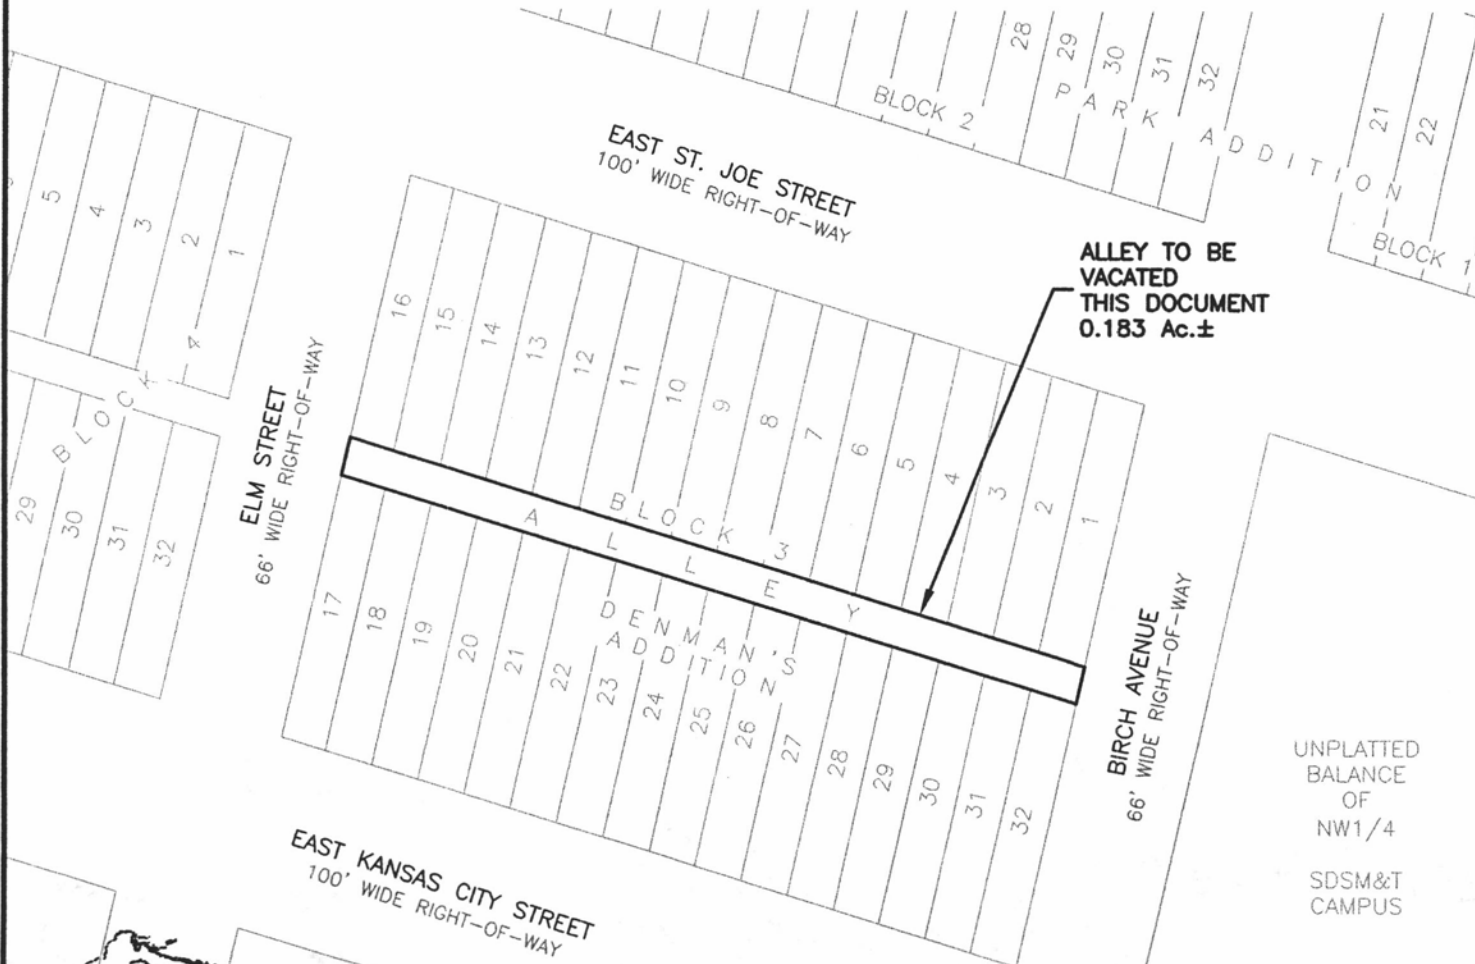 28
29
30
31
32
BLOCK 2
PARK ADDITION
21
22
BLOCK 1
EAST ST. JOE STREET
100' WIDE RIGHT-OF-WAY
5
4
3
2
1
BLOCK 4
29
30
31
32
ELM STREET
66' WIDE RIGHT-OF-WAY
ALLEY TO BE
VACATED
THIS DOCUMENT
0.183 Ac.±
16
15
14
13
12
11
10
9
8
7
6
5
4
3
2
1
BLOCK 3
ALLEY
DENMAN'S
ADDITION
17
18
19
20
21
22
23
24
25
26
27
28
29
30
31
32
BIRCH AVENUE
66' WIDE RIGHT-OF-WAY
UNPLATTED
BALANCE
OF
NW1/4
SDSM&T
CAMPUS
EAST KANSAS CITY STREET
100' WIDE RIGHT-OF-WAY